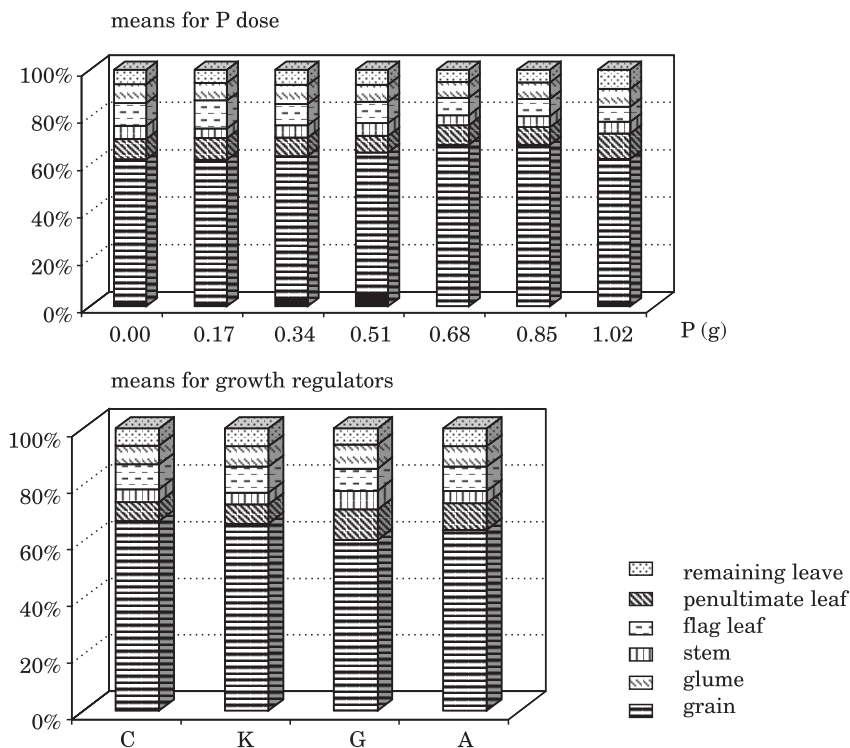 means for P dose
100%
80%
60%
40%
20%
0%
0.00 0.17 0.34 0.51 0.68 0.85 1.02 P (g)
means for growth regulators
100%
80%
60%
40%
20%
0%
C K G A
remaining leave
penultimate leaf
flag leaf
stem
glume
grain